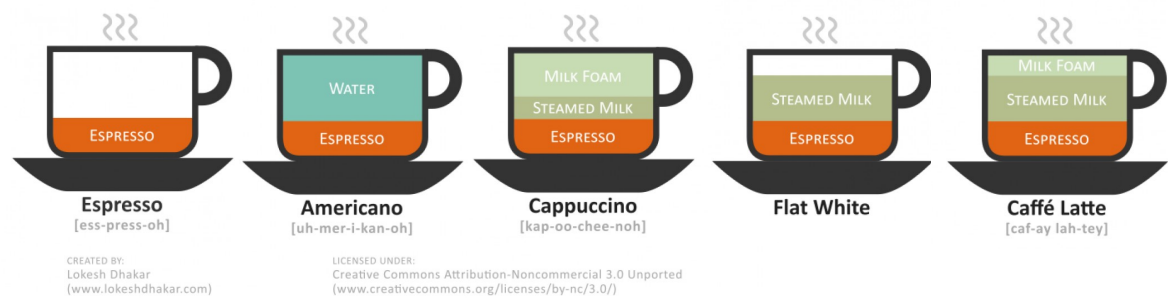 Espresso
Water
Espresso
Milk Foam
Steamed Milk
Espresso
Steamed Milk
Espresso
Milk Foam
Steamed Milk
Espresso
Espresso
[ess-press-oh]
Americano
[uh-mer-i-kan-oh]
Cappuccino
[kap-oo-chee-noh]
Flat White
Caffé Latte
[caf-ay lah-tey]
CREATED BY:
Lokesh Dhakar
(www.lokeshdhakar.com)
LICENSED UNDER:
Creative Commons Attribution-Noncommercial 3.0 Unported
(www.creativecommons.org/licenses/by-nc/3.0/)